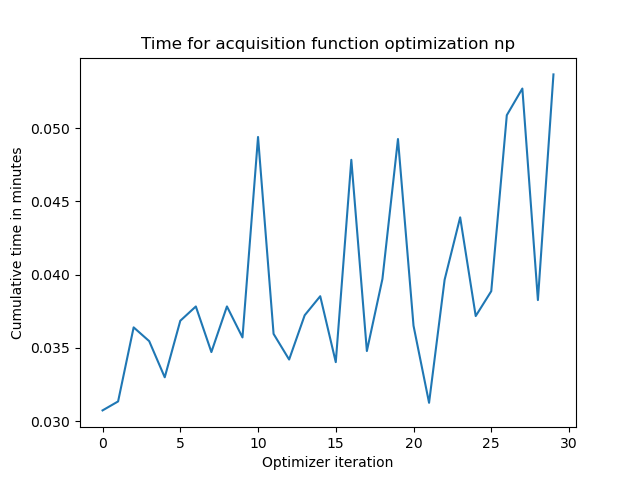 Time for acquisition function optimization np
Cumulative time in minutes
0.050
0.045
0.040
0.035
0.030
0 5 10 15 20 25 30
Optimizer iteration